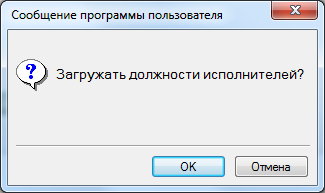 Сообщение программы пользователя
Загружать должности исполнителей?
OK
Отмена